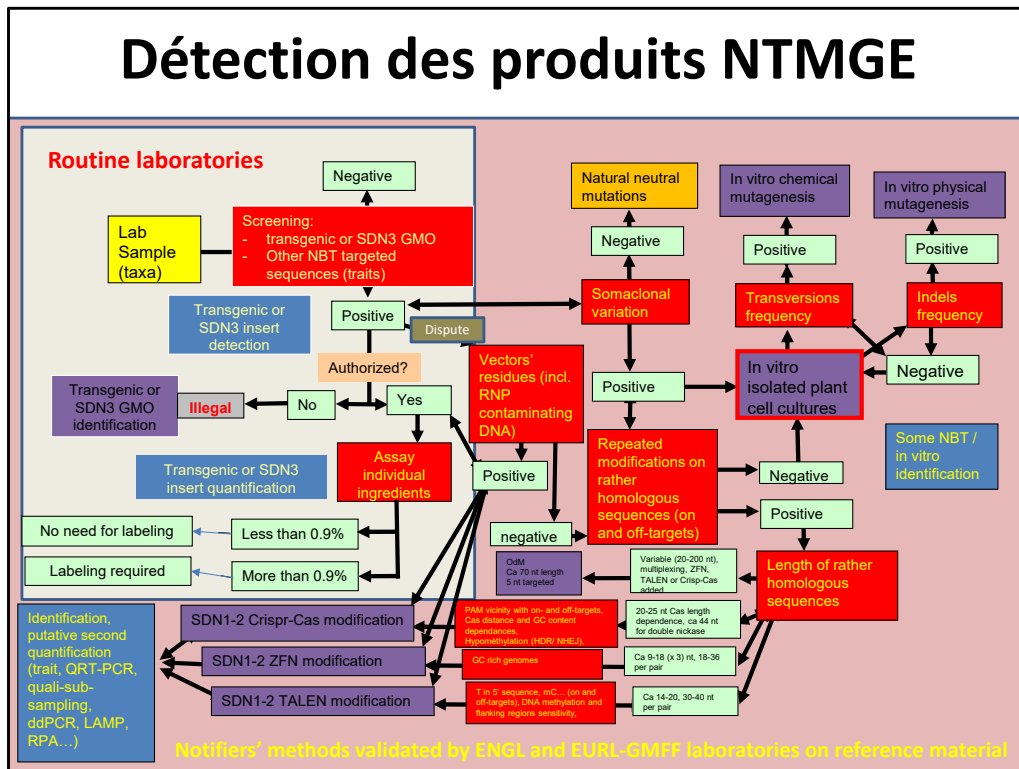 Détection des produits NTMGE
Routine laboratories
Negative
Lab
Sample
(taxa)
Screening:
- transgenic or SDN3 GMO
- Other NBT targeted
sequences (traits)
Natural neutral
mutations
In vitro chemical
mutagenesis
In vitro physical
mutagenesis
Negative
Positive
Positive
Transgenic or
SDN3 insert
detection
Positive
Dispute
Somaclonal
variation
Transversions
frequency
Indels
frequency
Authorized?
Vectors'
residues (incl.
RNP
contaminating
DNA)
Positive
In vitro
isolated plant
cell cultures
Negative
Transgenic or
SDN3 GMO
identification
Illegal
No
Yes
Transgenic or SDN3
insert quantification
Assay
individual
ingredients
Positive
Repeated
modifications on
rather
homologous
sequences (on
and off-targets)
Negative
Some NBT /
in vitro
identification
Positive
No need for labeling
Less than 0.9%
negative
Labeling required
More than 0.9%
OdM
Ca 70 nt length
5 nt targeted
Variable (20-200 nt),
multiplexing, ZFN,
TALEN or Crisp-Cas
added
Length of rather
homologous
sequences
Identification,
putative second
quantification
(trait, QRT-PCR,
quali-sub-
sampling,
ddPCR, LAMP,
RPA…)
SDN1-2 Crispr-Cas modification
PAM vicinity with on- and off-targets,
Cas distance and GC content
dependances,
Hypométhylation (HDR/ NHEJ),
20-25 nt Cas length
dependence, ca 44 nt
for double nickase
SDN1-2 ZFN modification
GC rich genomes
Ca 9-18 (x 3) nt, 18-36
per pair
SDN1-2 TALEN modification
T in 5' sequence, mC… (on and
off-targets), DNA methylation and
flanking regions sensitivity,
Ca 14-20, 30-40 nt
per pair
Notifiers' methods validated by ENGL and EURL-GMFF laboratories on reference material